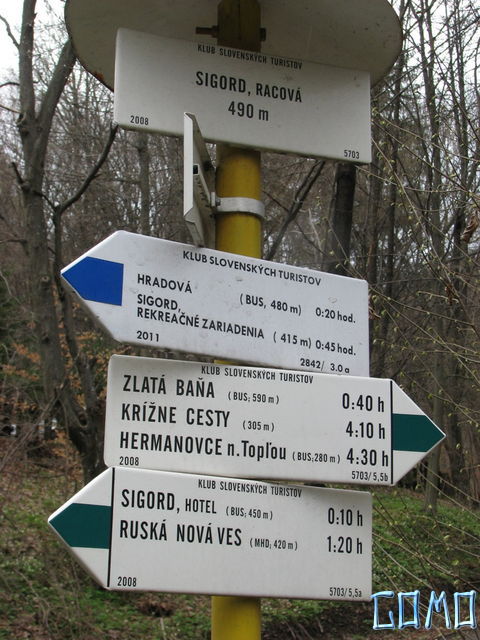 KLUB SLOVENSKÝCH TURISTOV
SIGORD, RACOVÁ
490 m
2008 5703
KLUB SLOVENSKÝCH TURISTOV
HRADOVÁ (BUS, 480 m) 0:20 hod.
SIGORD,
REKREAČNÉ ZARIADENIA (415 m) 0:45 hod.
2011 2842/ 3.0a
KLUB SLOVENSKÝCH TURISTOV
ZLATÁ BAŇA (BUS; 590 m) 0:40 h
KRÍŽNE CESTY (305 m) 4:10 h
HERMANOVCE n.Topľou (BUS;280 m) 4:30 h
2008 5703/5,5b
KLUB SLOVENSKÝCH TURISTOV
SIGORD, HOTEL (BUS; 450 m) 0:10 h
RUSKÁ NOVÁ VES (MHD; 420 m) 1:20 h
2008 5703/5,5a
COMO